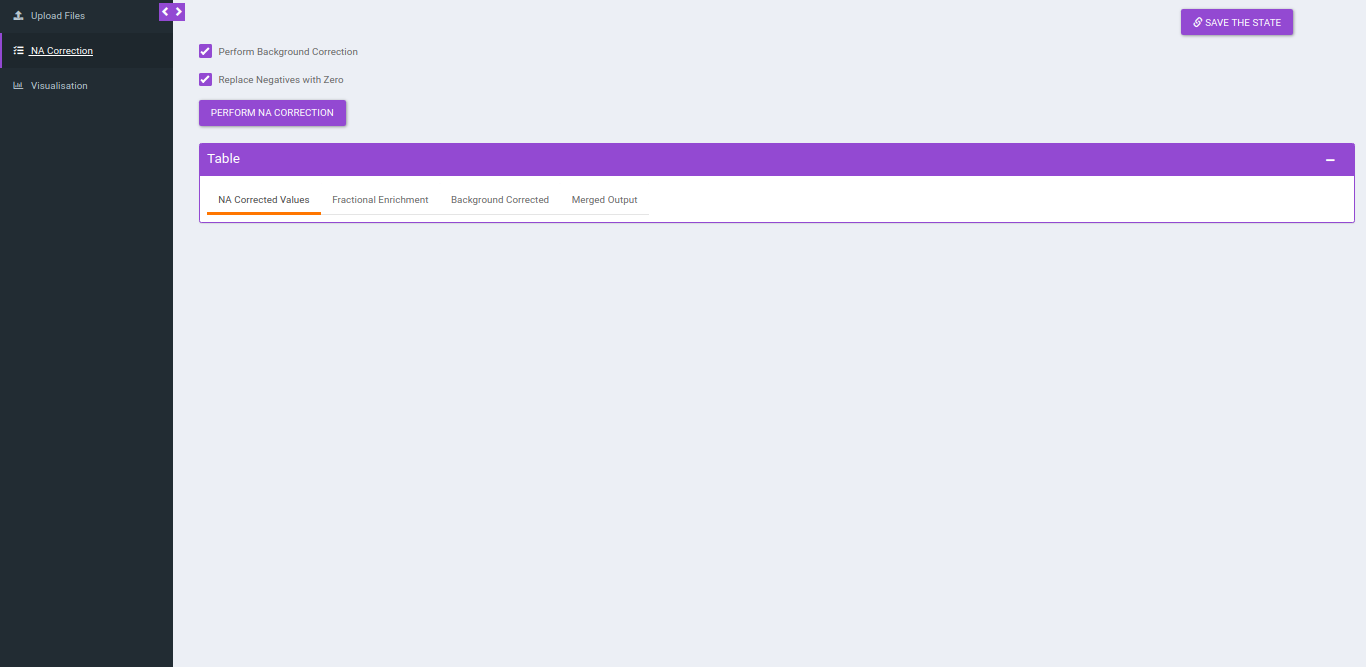 Upload Files
SAVE THE STATE
NA Correction
Perform Background Correction
Visualisation
Replace Negatives with Zero
PERFORM NA CORRECTION
Table
NA Corrected Values Fractional Enrichment Background Corrected Merged Output